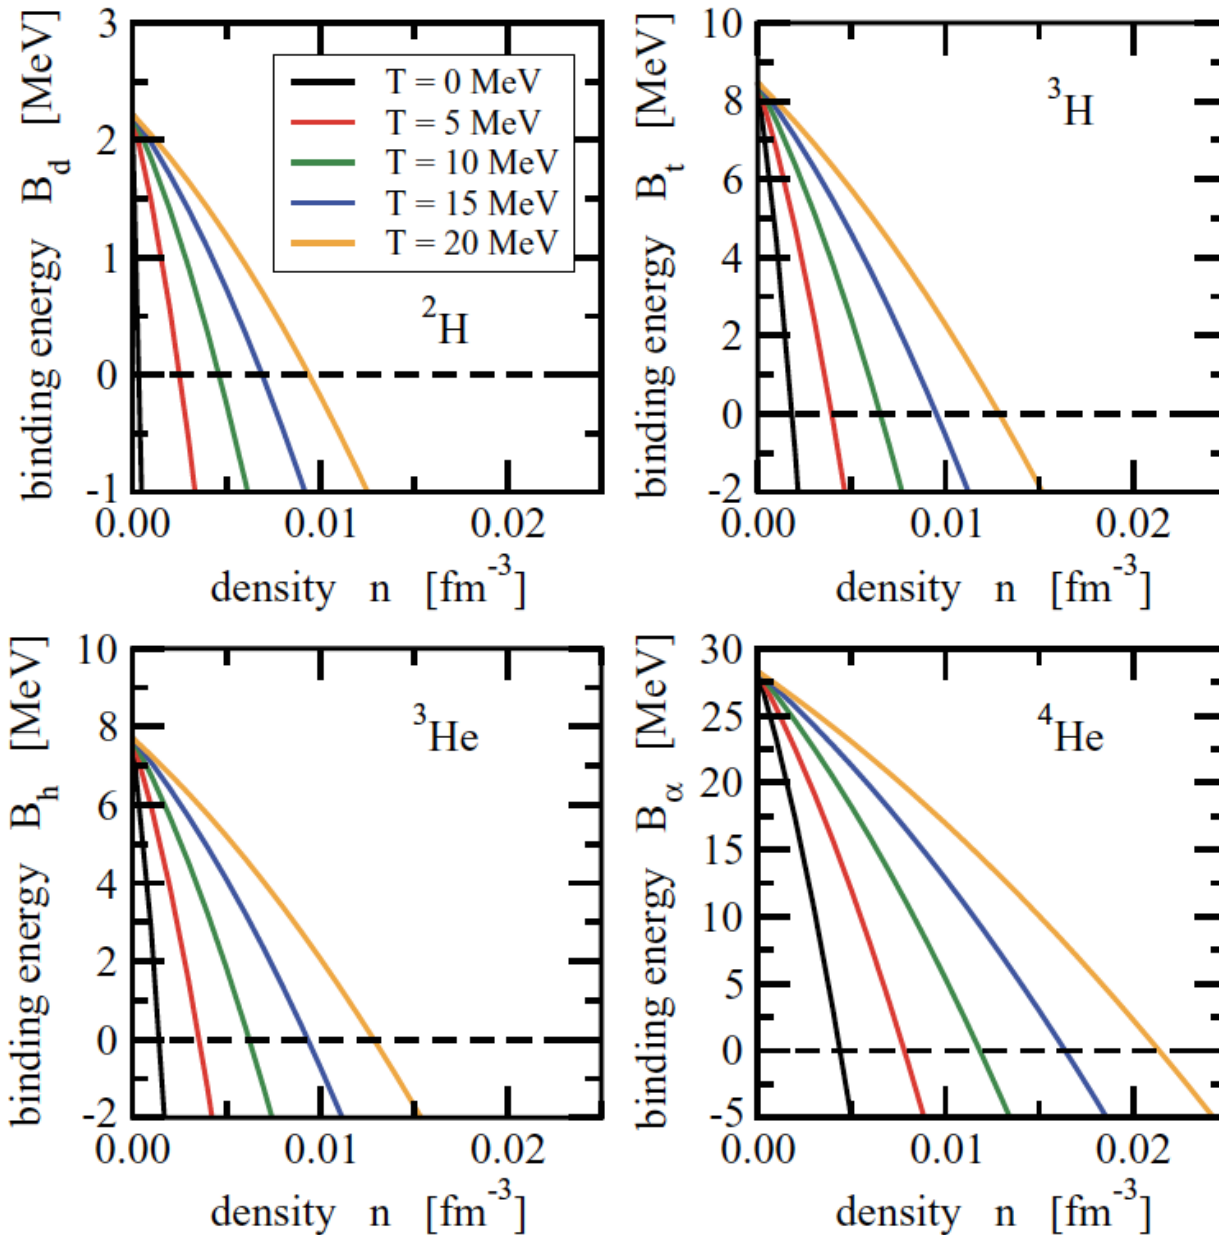 binding energy B_d [MeV]
3
2
1
0
-1
T = 0 MeV
T = 5 MeV
T = 10 MeV
T = 15 MeV
T = 20 MeV
²H
0.00 0.01 0.02
density n [fm⁻³]
binding energy B_t [MeV]
10
8
6
4
2
0
-2
³H
0.00 0.01 0.02
density n [fm⁻³]
binding energy B_h [MeV]
10
8
6
4
2
0
-2
³He
0.00 0.01 0.02
density n [fm⁻³]
binding energy B_α [MeV]
30
25
20
15
10
5
0
-5
⁴He
0.00 0.01 0.02
density n [fm⁻³]